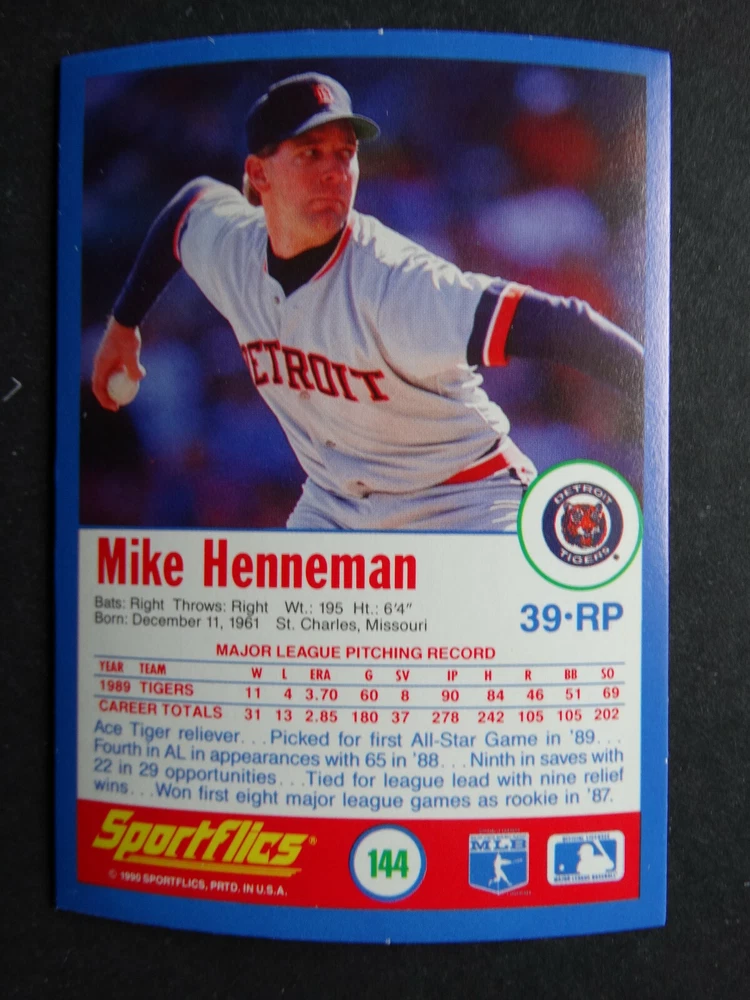 DETROIT
DETROIT
TIGERS
Mike Henneman
Bats: Right Throws: Right Wt.: 195 Ht.: 6'4"
Born: December 11, 1961 St. Charles, Missouri
39•RP
MAJOR LEAGUE PITCHING RECORD
YEAR TEAM W L ERA G SV IP H R BB SO
1989 TIGERS 11 4 3.70 60 8 90 84 46 51 69
CAREER TOTALS 31 13 2.85 180 37 278 242 105 105 202
Ace Tiger reliever. . .Picked for first All-Star Game in '89. . .
Fourth in AL in appearances with 65 in '88. . .Ninth in saves with
22 in 29 opportunities. . .Tied for league lead with nine relief
wins. . .Won first eight major league games as rookie in '87.
Sportflics®
© 1990 SPORTFLICS, PRTD. IN U.S.A.
144
MLB
MAJOR LEAGUE BASEBALL